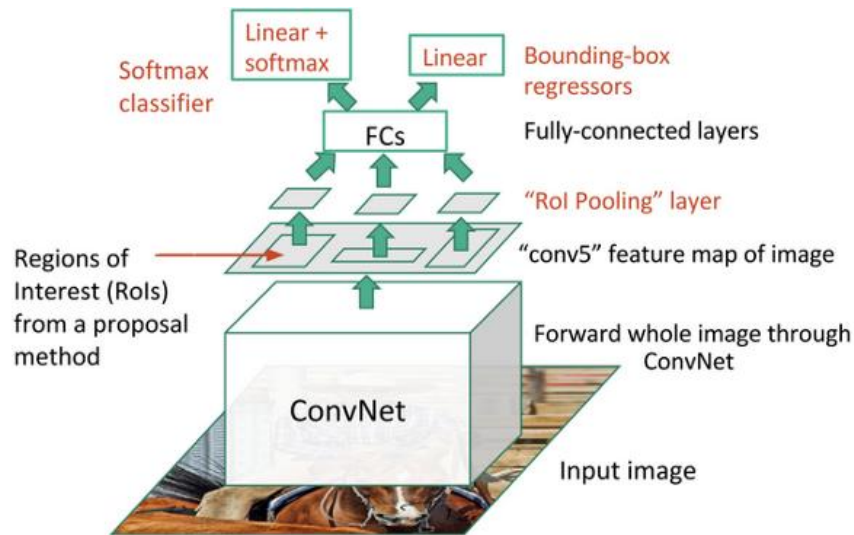 Linear +
softmax
Linear
Softmax
classifier
Bounding-box
regressors
FCs
Fully-connected layers
"RoI Pooling" layer
Regions of
Interest (RoIs)
from a proposal
method
"conv5" feature map of image
Forward whole image through
ConvNet
ConvNet
Input image